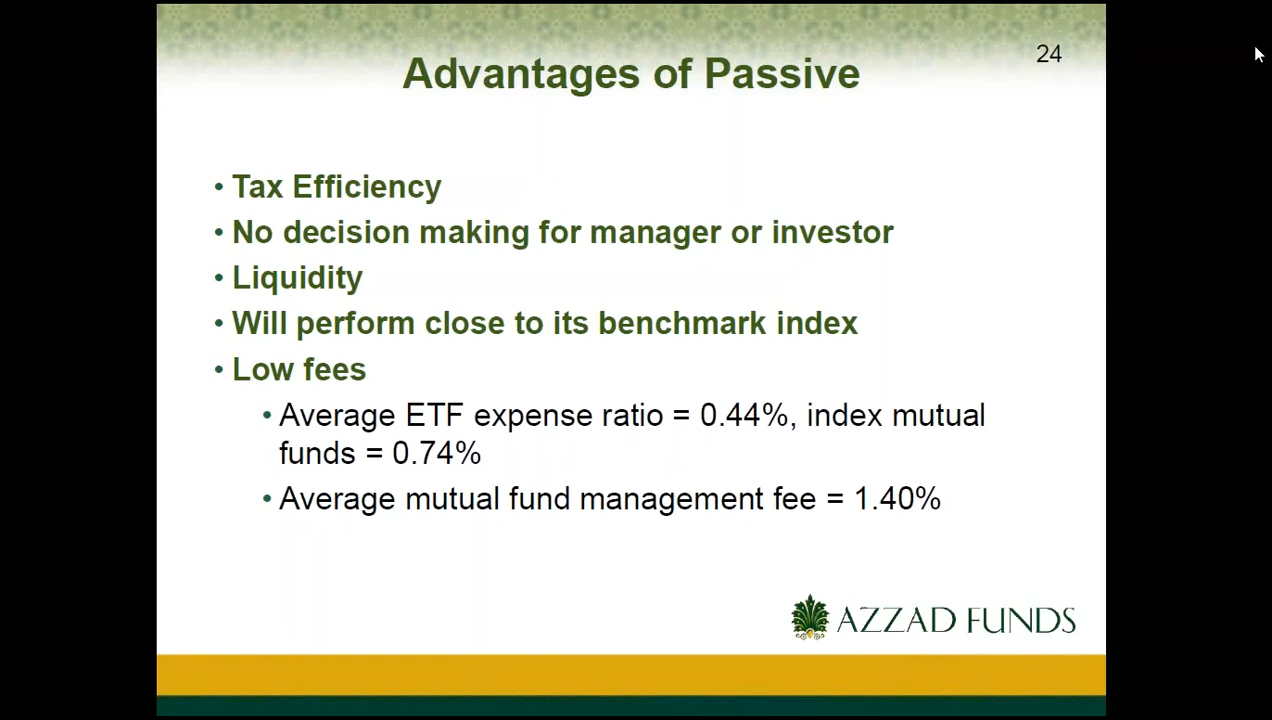 24
Advantages of Passive
• Tax Efficiency
• No decision making for manager or investor
• Liquidity
• Will perform close to its benchmark index
• Low fees
• Average ETF expense ratio = 0.44%, index mutual
funds = 0.74%
• Average mutual fund management fee = 1.40%
AZZAD FUNDS